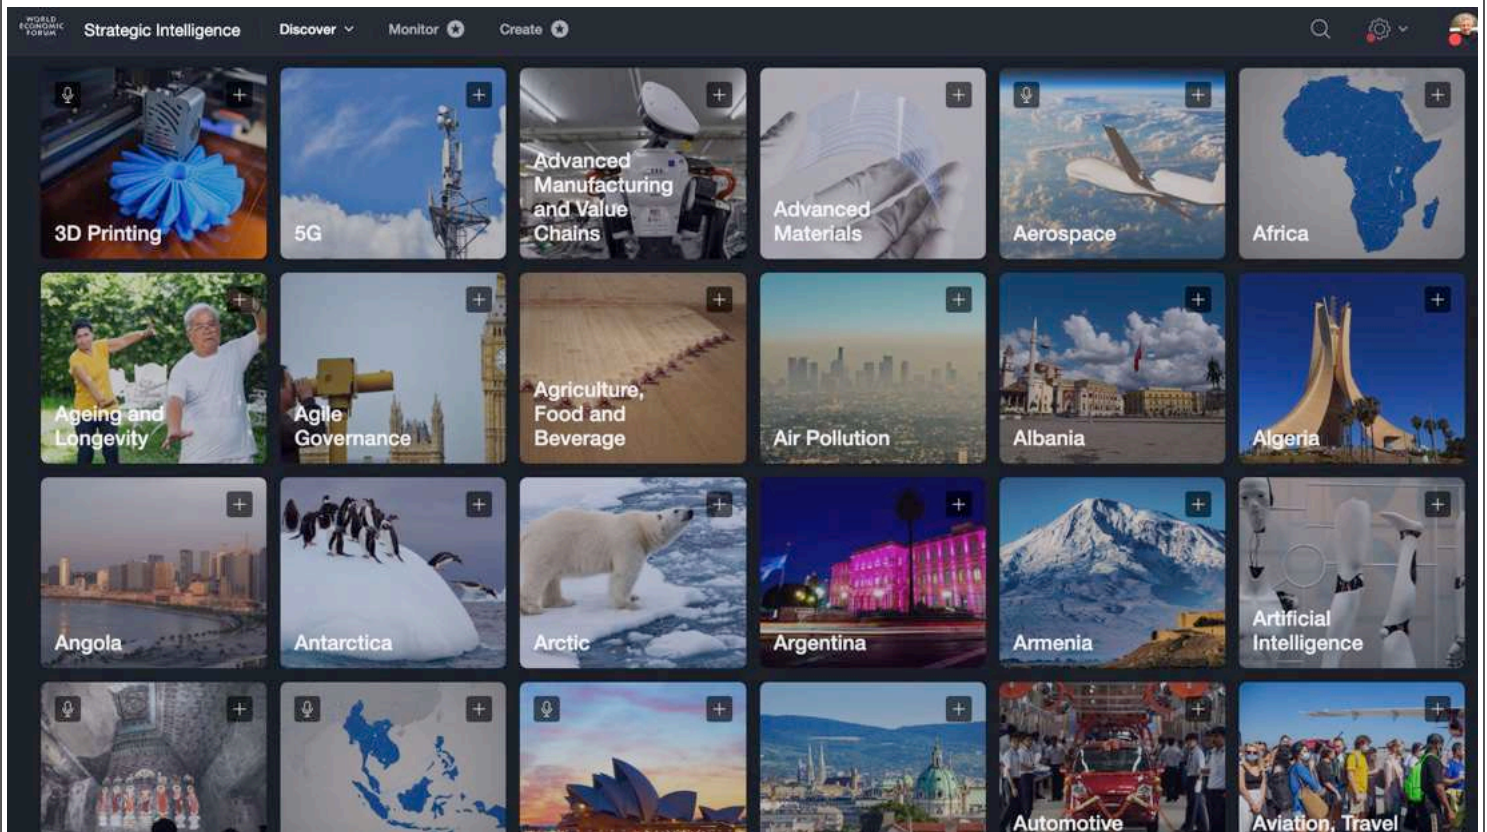 WORLD
ECONOMIC
FORUM
Strategic Intelligence
Discover
Monitor
Create
3D Printing
5G
Advanced
Manufacturing
and Value
Chains
Advanced
Materials
Aerospace
Africa
Ageing and
Longevity
Agile
Governance
Agriculture,
Food and
Beverage
Air Pollution
Albania
Algeria
Angola
Antarctica
Arctic
Argentina
Armenia
Artificial
Intelligence
Automotive
Aviation, Travel